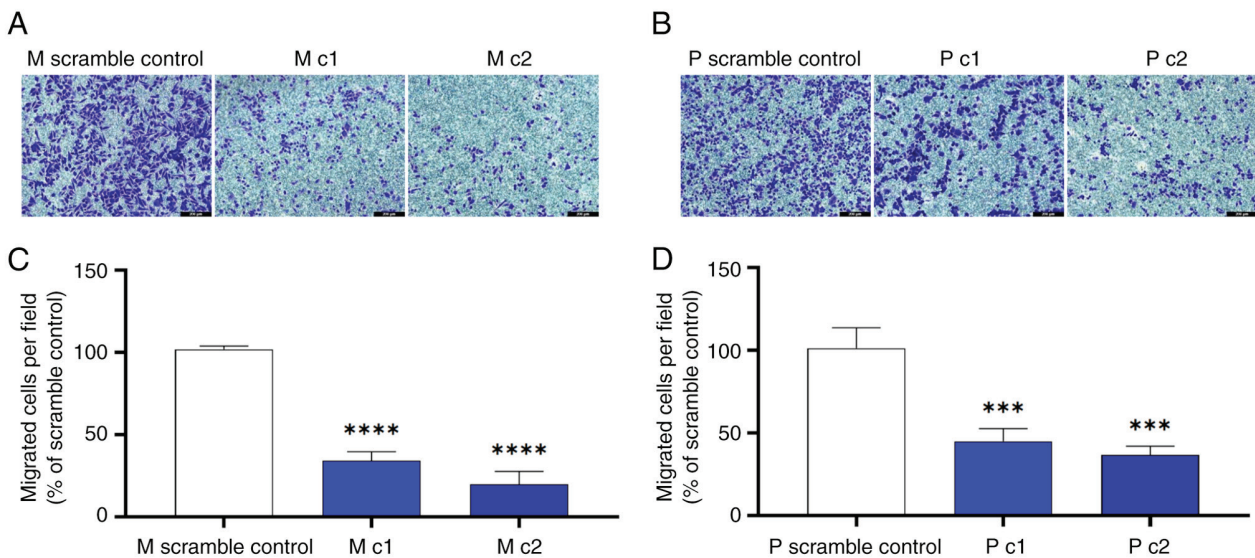 A
M scramble control M c1 M c2
B
P scramble control P c1 P c2
C
Migrated cells per field
(% of scramble control)
150
100
50
0
****
****
M scramble control M c1 M c2
D
Migrated cells per field
(% of scramble control)
150
100
50
0
***
***
P scramble control P c1 P c2